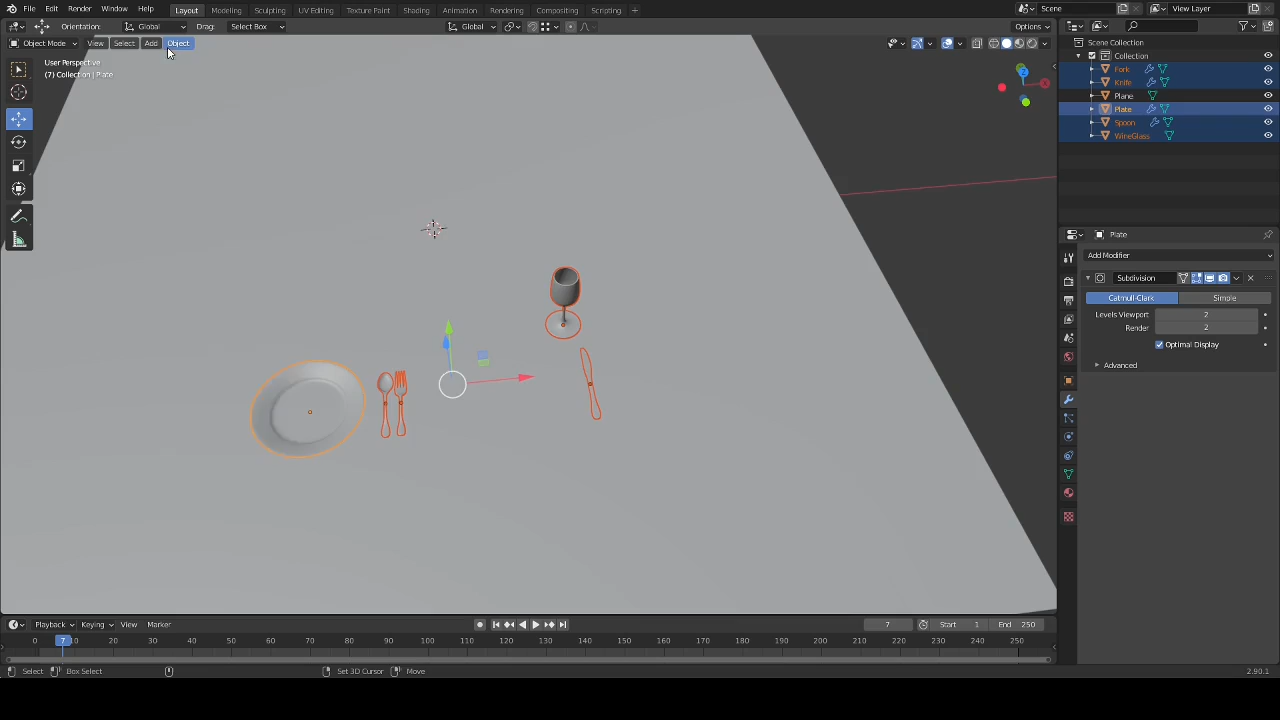 File Edit Render Window Help Layout Modeling Sculpting UV Editing Texture Paint Shading Animation Rendering Compositing Scripting + Scene View Layer
Orientation: Global Drag: Select Box Global Options
Object Mode View Select Add Object
User Perspective
(7) Collection | Plate
Z
X
Scene Collection
Collection
Fork
Knife
Plane
Plate
Spoon
WineGlass
Plate
Add Modifier
Subdivision
Catmull-Clark Simple
Levels Viewport 2
Render 2
Optimal Display
Advanced
Playback Keying View Marker 7 Start 1 End 250
0 7 10 20 30 40 50 60 70 80 90 100 110 120 130 140 150 160 170 180 190 200 210 220 230 240 250
Select Box Select Set 3D Cursor Move 2.90.1